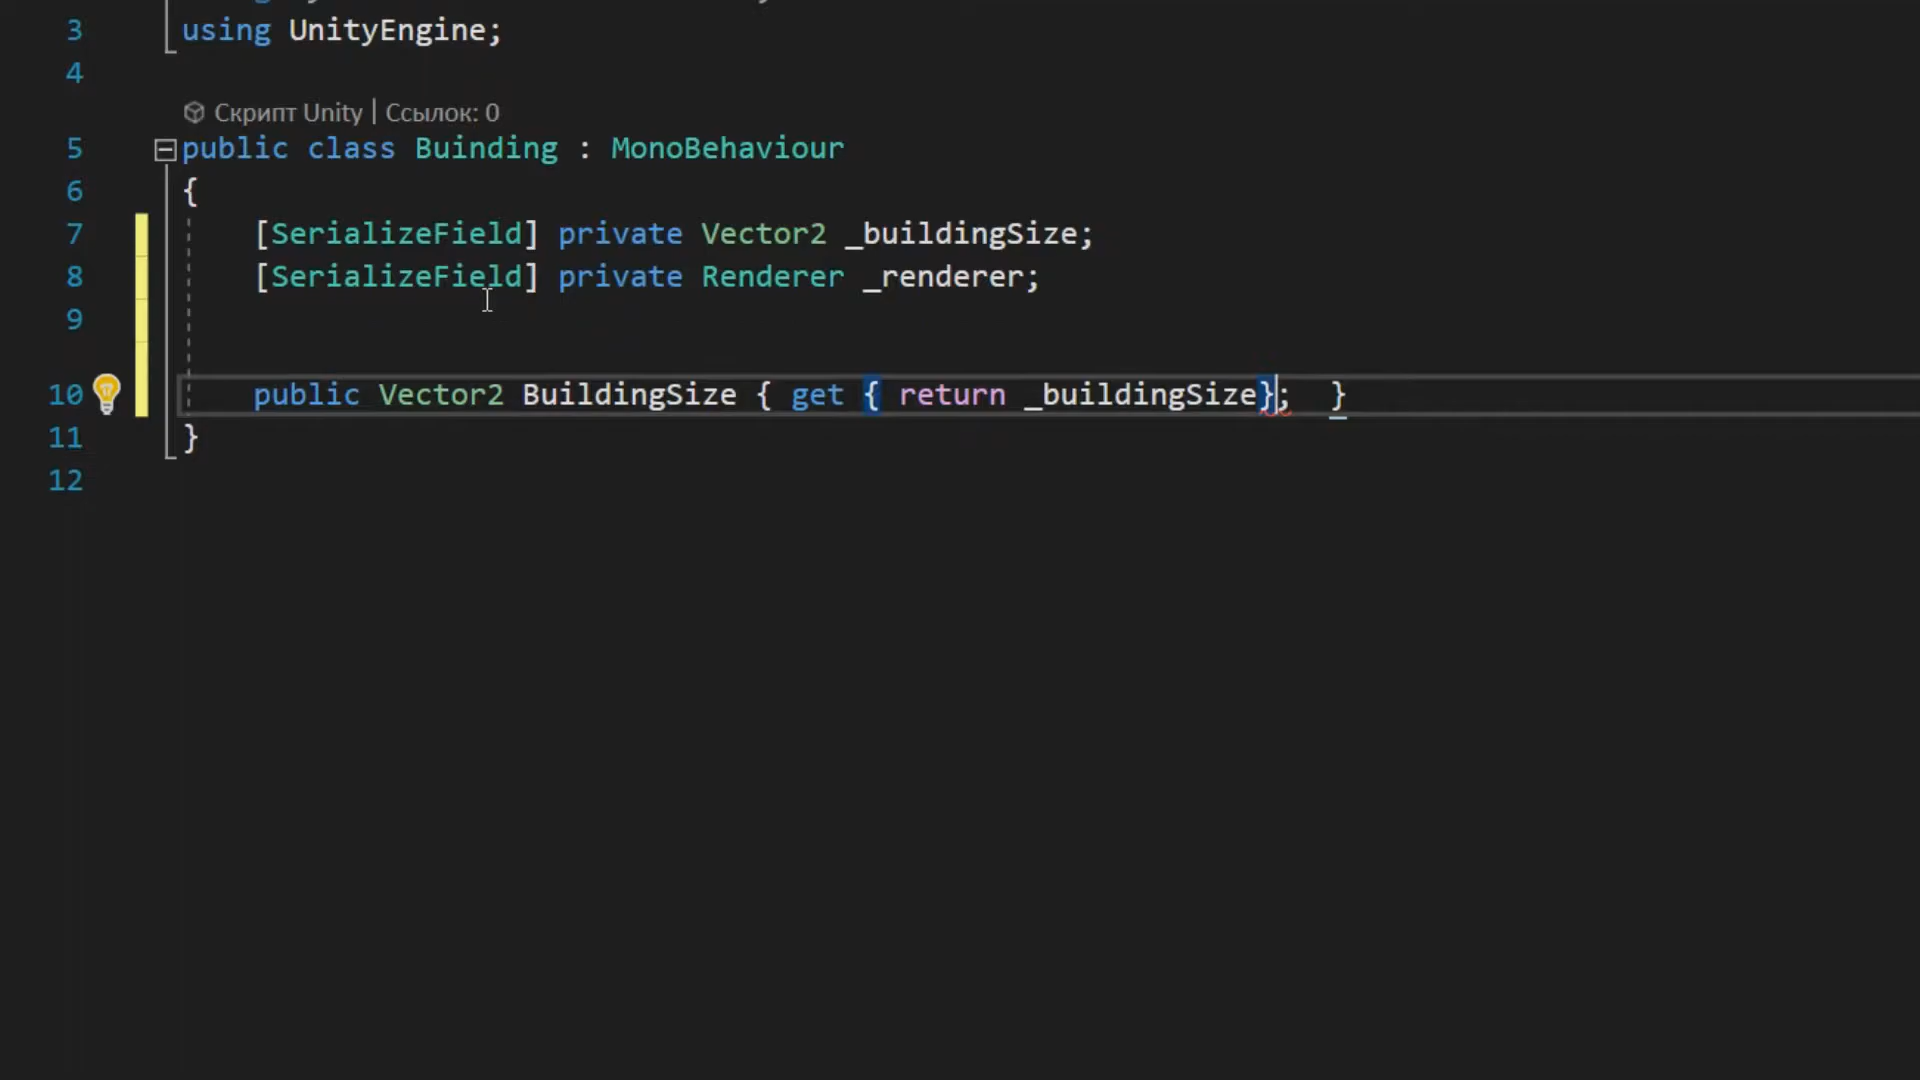 3 using UnityEngine;
4
Скрипт Unity | Ссылок: 0
5 public class Buinding : MonoBehaviour
6 {
7 [SerializeField] private Vector2 _buildingSize;
8 [SerializeField] private Renderer _renderer;
9
10 public Vector2 BuildingSize { get { return _buildingSize}; }
11 }
12